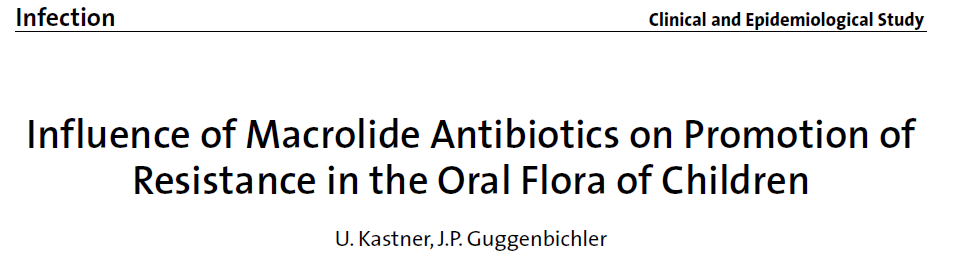 Infection
Clinical and Epidemiological Study
Influence of Macrolide Antibiotics on Promotion of
Resistance in the Oral Flora of Children
U. Kastner, J.P. Guggenbichler